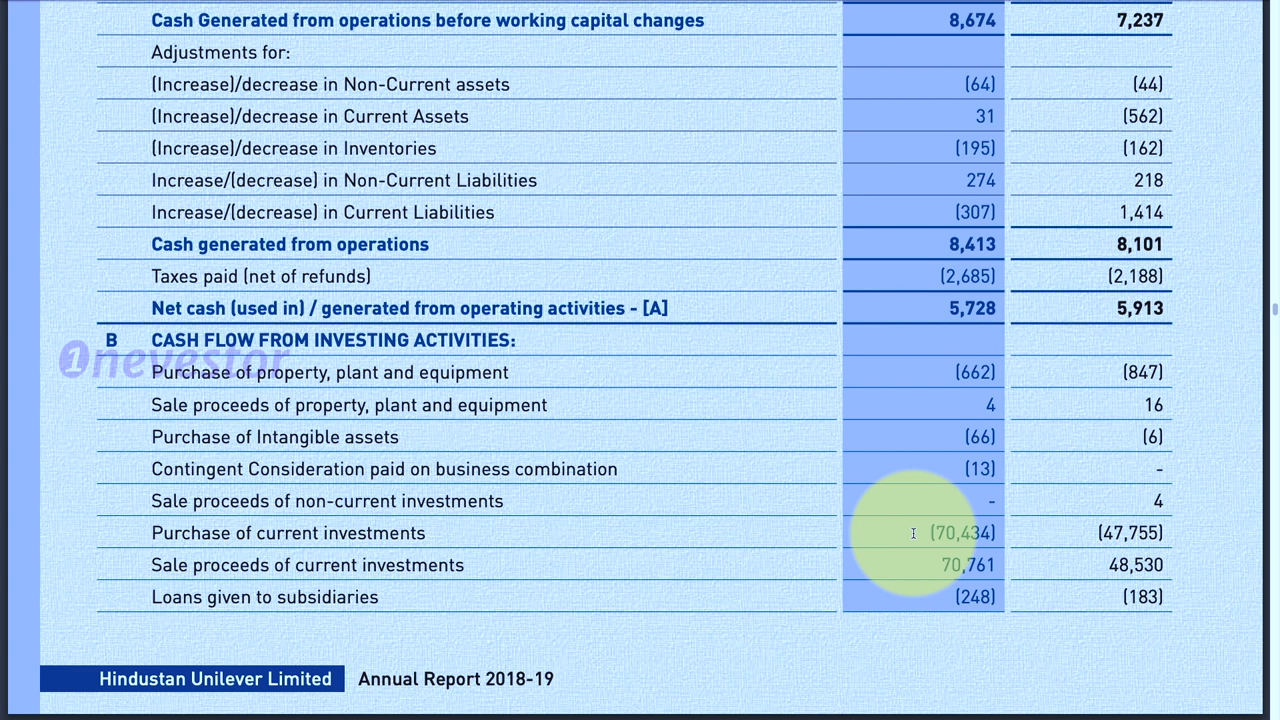 Cash Generated from operations before working capital changes 8,674 7,237
Adjustments for:
(Increase)/decrease in Non-Current assets (64) (44)
(Increase)/decrease in Current Assets 31 (562)
(Increase)/decrease in Inventories (195) (162)
Increase/(decrease) in Non-Current Liabilities 274 218
Increase/(decrease) in Current Liabilities (307) 1,414
Cash generated from operations 8,413 8,101
Taxes paid (net of refunds) (2,685) (2,188)
Net cash (used in) / generated from operating activities - [A] 5,728 5,913
B CASH FLOW FROM INVESTING ACTIVITIES:
1nevestor
Purchase of property, plant and equipment (662) (847)
Sale proceeds of property, plant and equipment 4 16
Purchase of Intangible assets (66) (6)
Contingent Consideration paid on business combination (13) -
Sale proceeds of non-current investments - 4
Purchase of current investments (70,434) (47,755)
Sale proceeds of current investments 70,761 48,530
Loans given to subsidiaries (248) (183)
Hindustan Unilever Limited Annual Report 2018-19